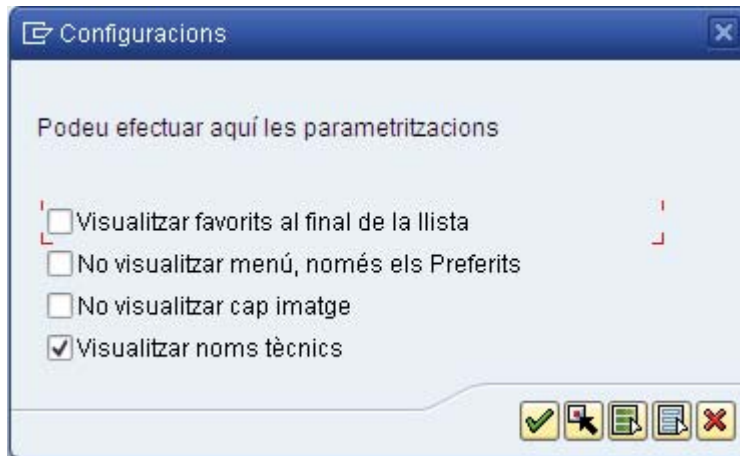 Configuracions
Podeu efectuar aquí les parametritzacions
Visualitzar favorits al final de la llista
No visualitzar menú, només els Preferits
No visualitzar cap imatge
Visualitzar noms tècnics